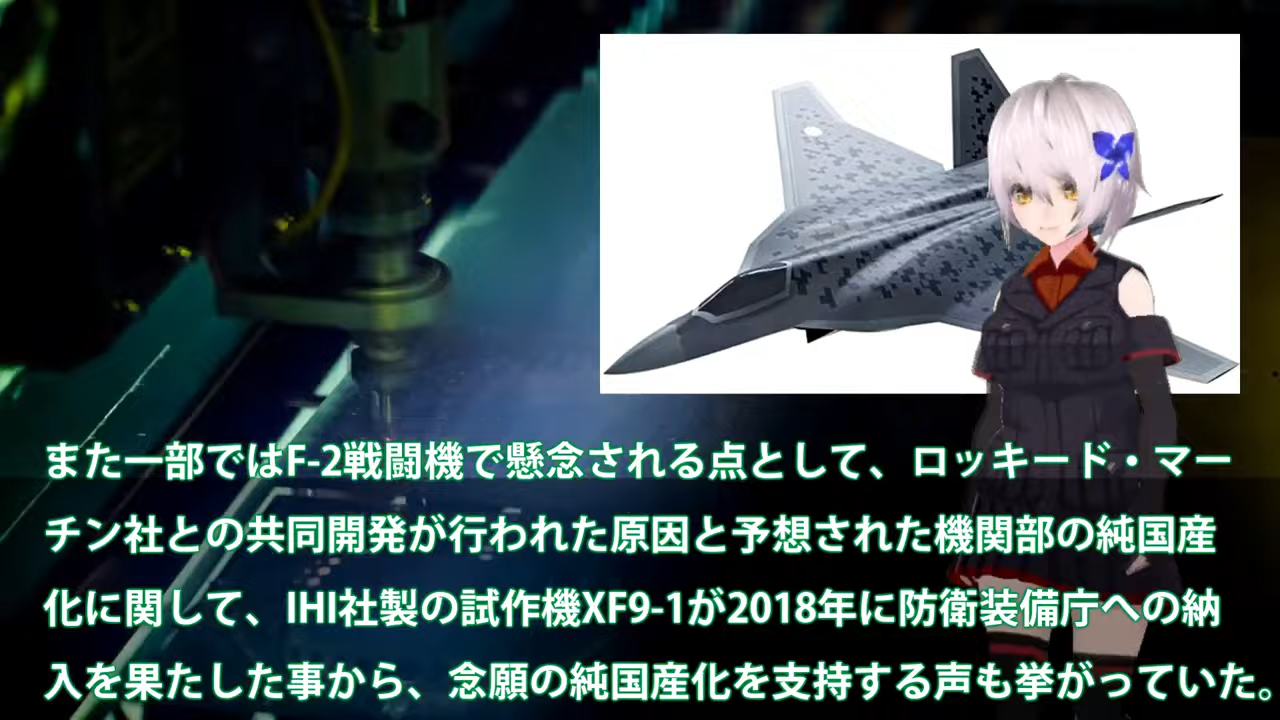 また一部ではF-2戦闘機で懸念される点として、ロッキード・マー
チン社との共同開発が行われた原因と予想された機関部の純国産
化に関して、IHI社製の試作機XF9-1が2018年に防衛装備庁への納
入を果たした事から、念願の純国産化を支持する声も挙がっていた。